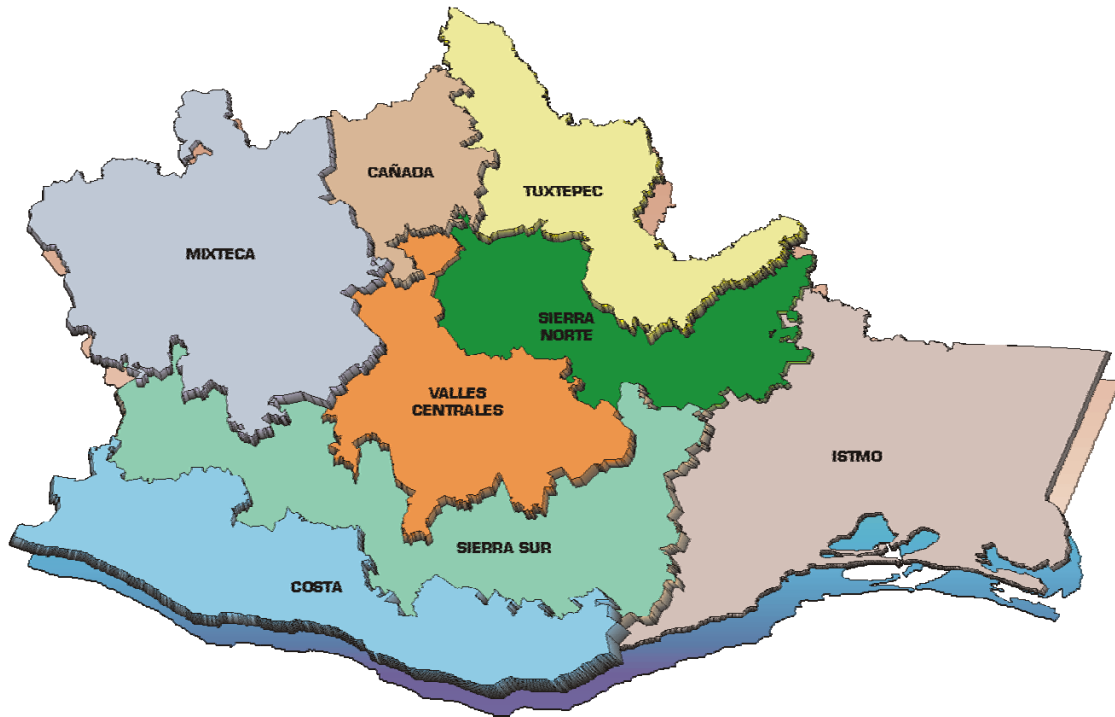 CAÑADA
TUXTEPEC
MIXTECA
SIERRA
NORTE
VALLES
CENTRALES
ISTMO
SIERRA SUR
COSTA